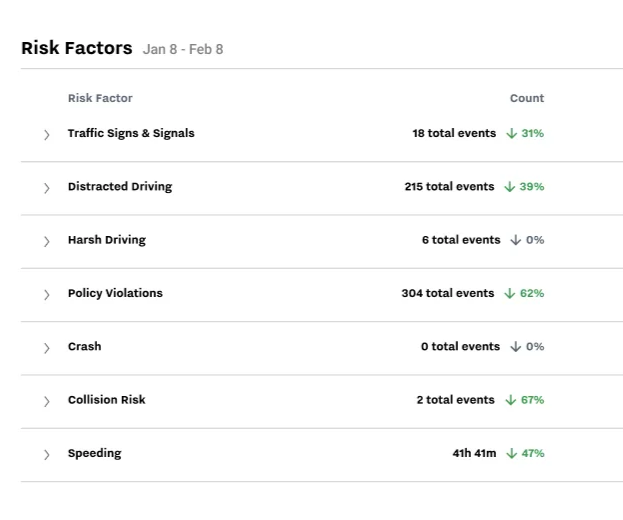 Risk Factors Jan 8 - Feb 8
Risk Factor Count
Traffic Signs & Signals 18 total events ↓ 31%
Distracted Driving 215 total events ↓ 39%
Harsh Driving 6 total events ↓ 0%
Policy Violations 304 total events ↓ 62%
Crash 0 total events ↓ 0%
Collision Risk 2 total events ↓ 67%
Speeding 41h 41m ↓ 47%